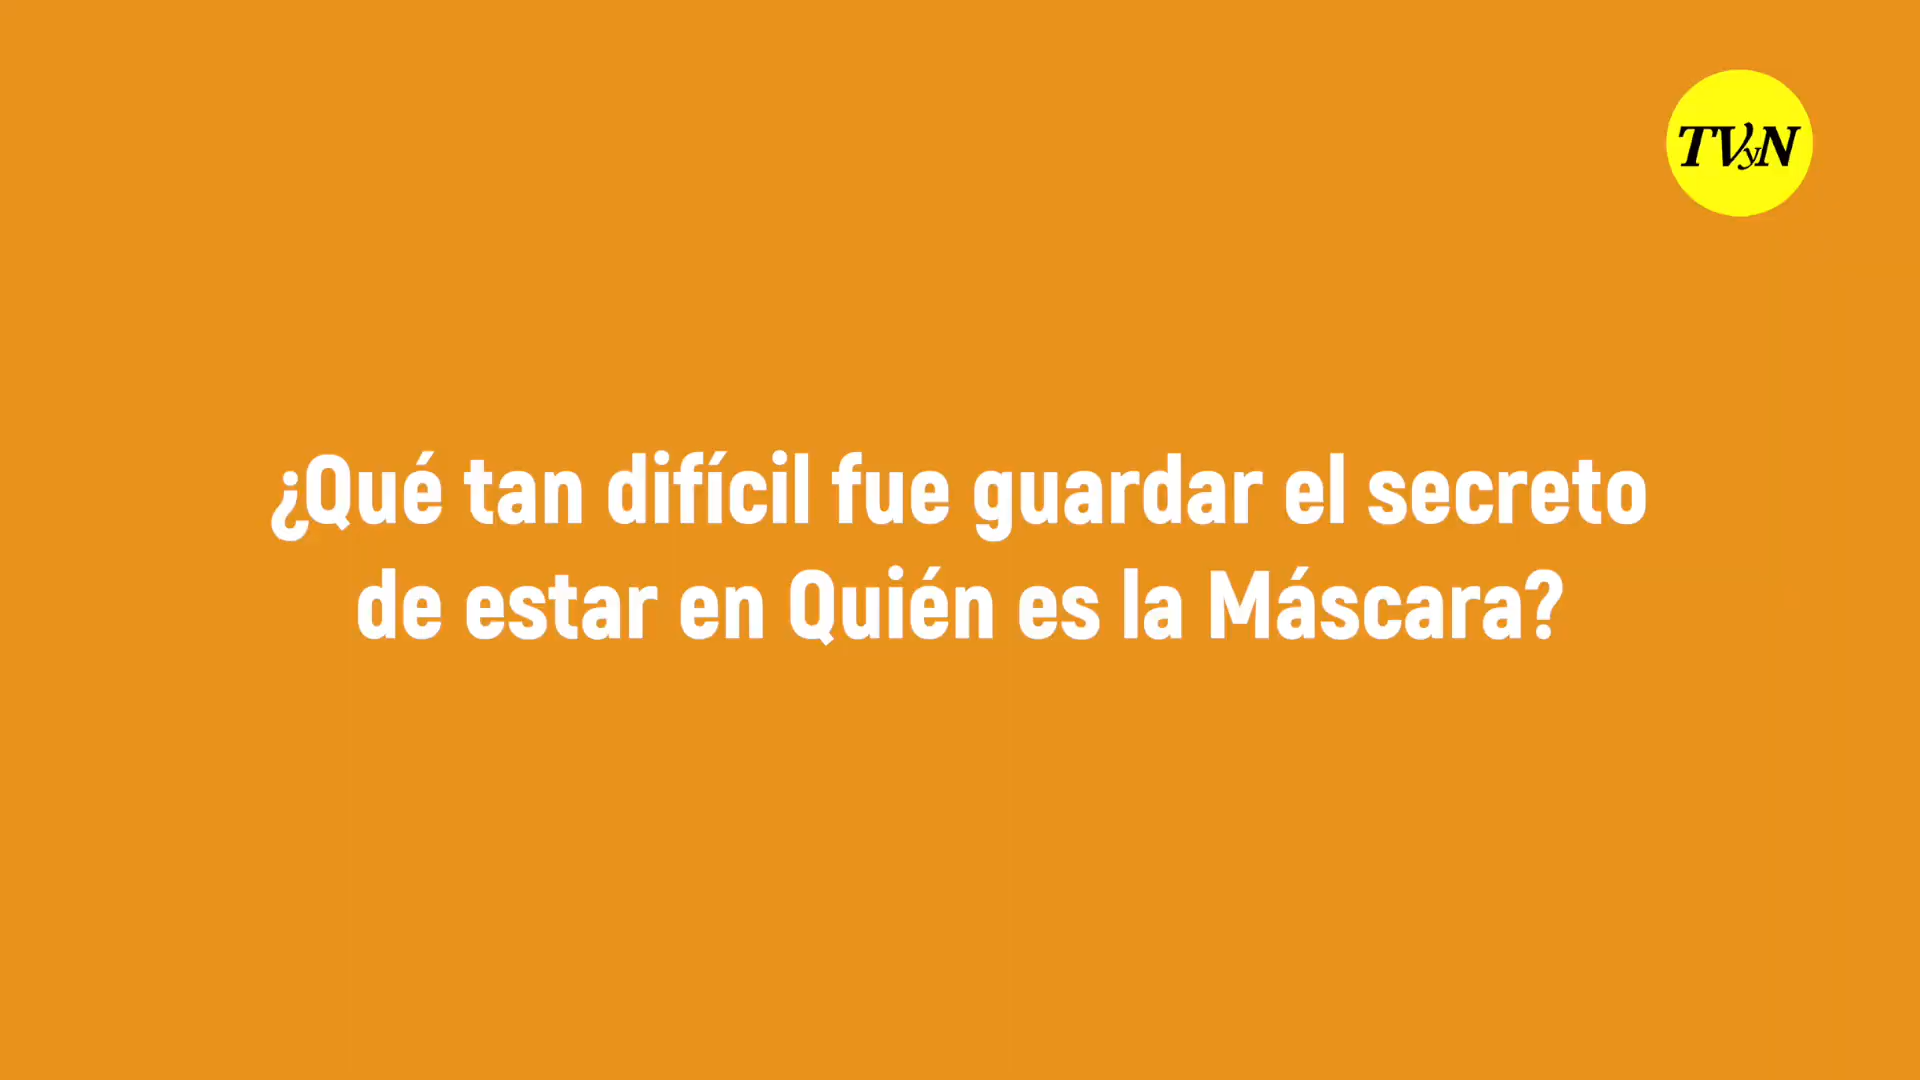 TVyN
¿Qué tan difícil fue guardar el secreto
de estar en Quién es la Máscara?